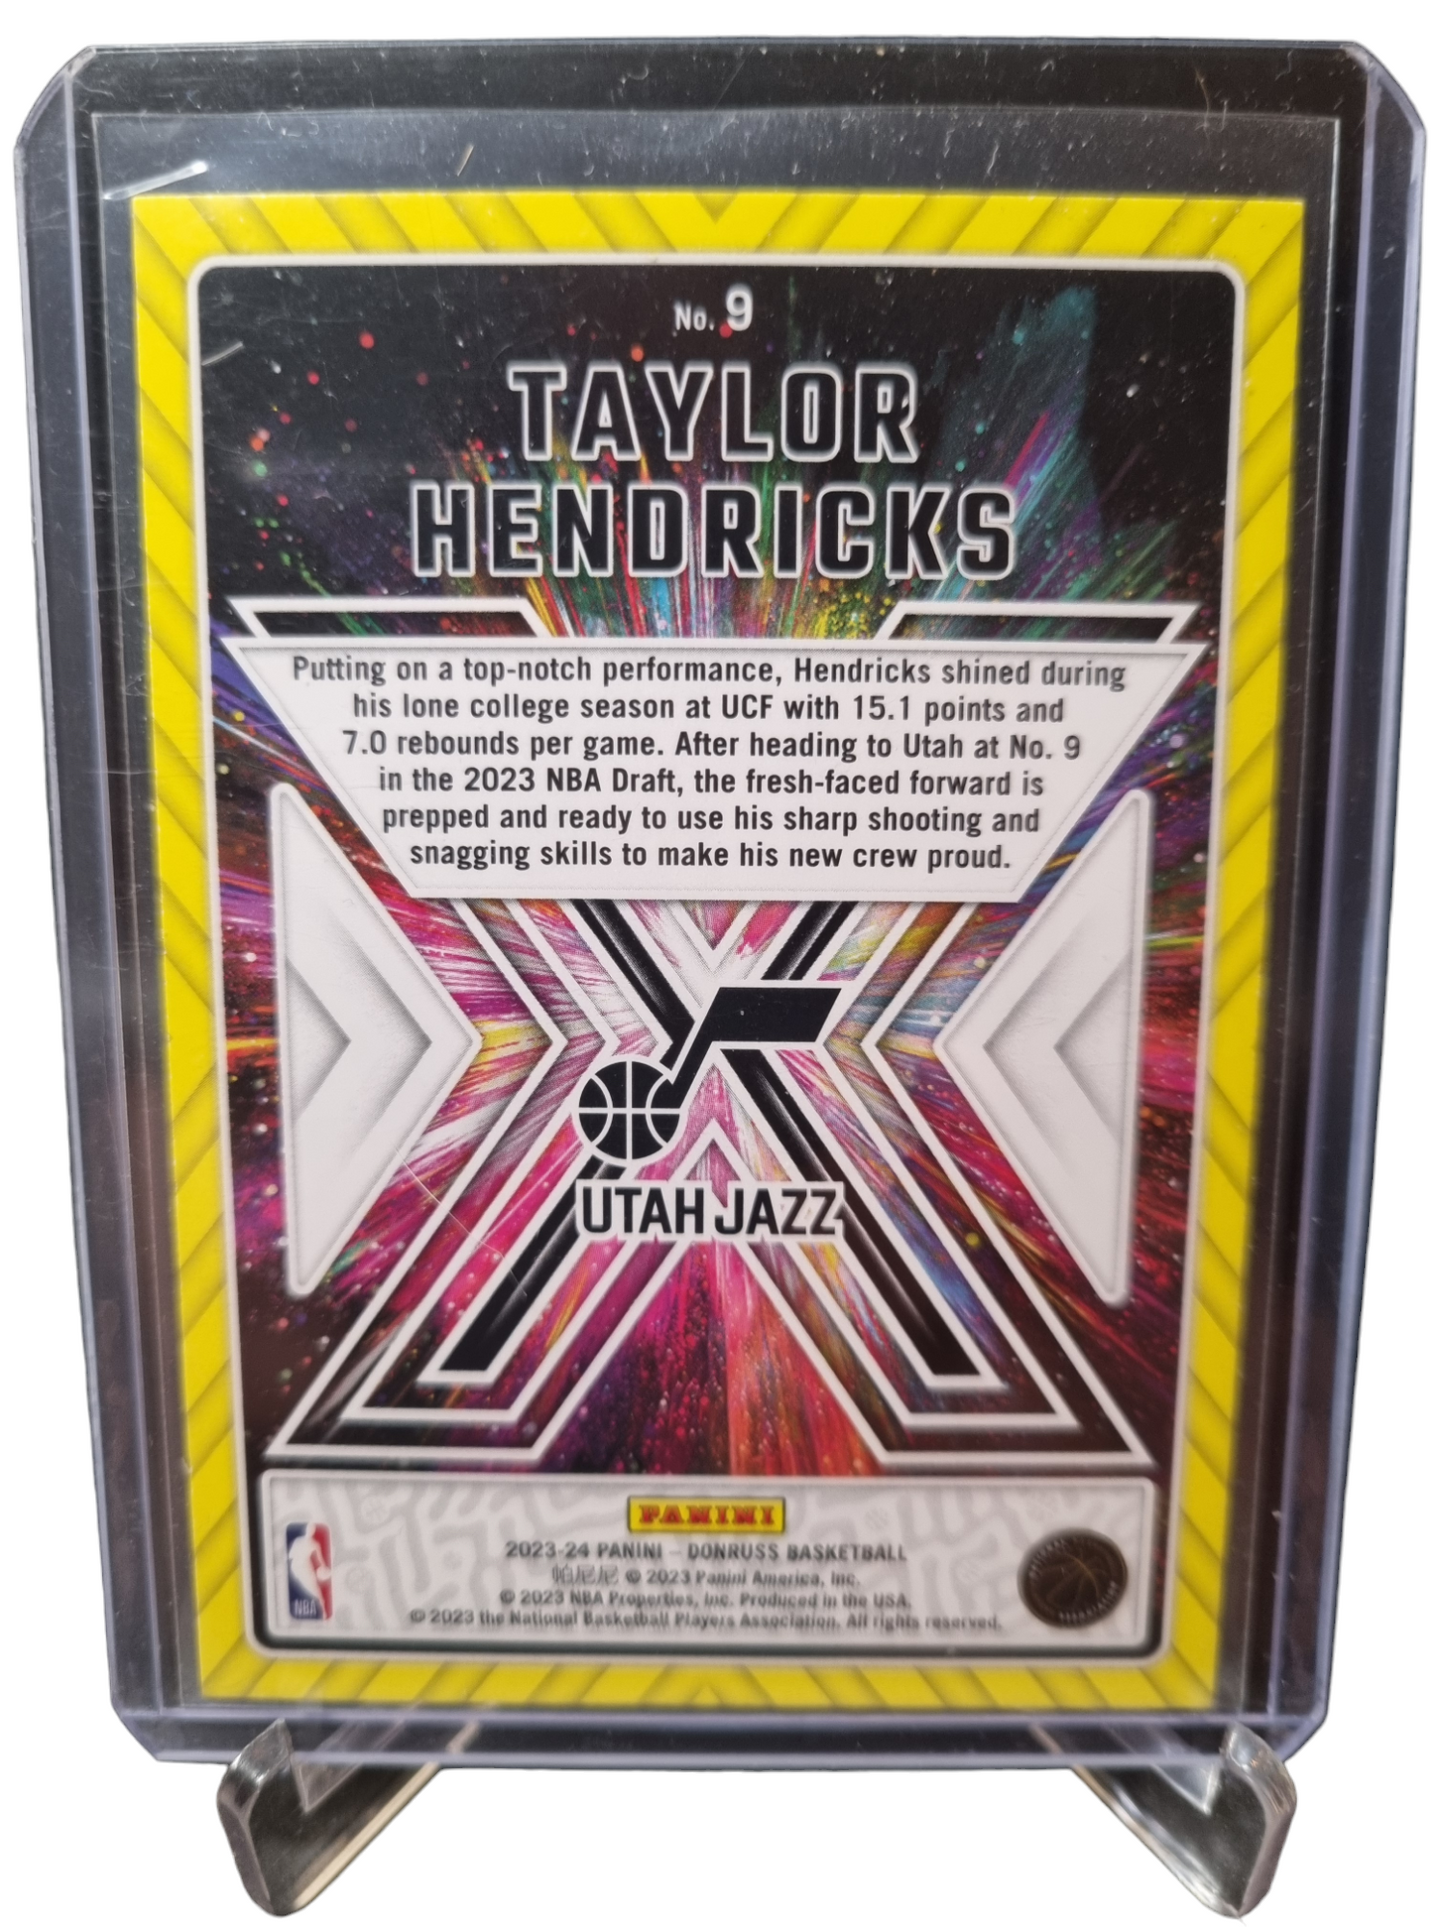 No. 9
TAYLOR
HENDRICKS
Putting on a top-notch performance, Hendricks shined during
his lone college season at UCF with 15.1 points and
7.0 rebounds per game. After heading to Utah at No. 9
in the 2023 NBA Draft, the fresh-faced forward is
prepped and ready to use his sharp shooting and
snagging skills to make his new crew proud.
UTAH JAZZ
PANINI
2023-24 PANINI – DONRUSS BASKETBALL
帕尼尼 © 2023 Panini America, Inc.
© 2023 NBA Properties, Inc. Produced in the USA.
© 2023 the National Basketball Players Association. All rights reserved.
NBA